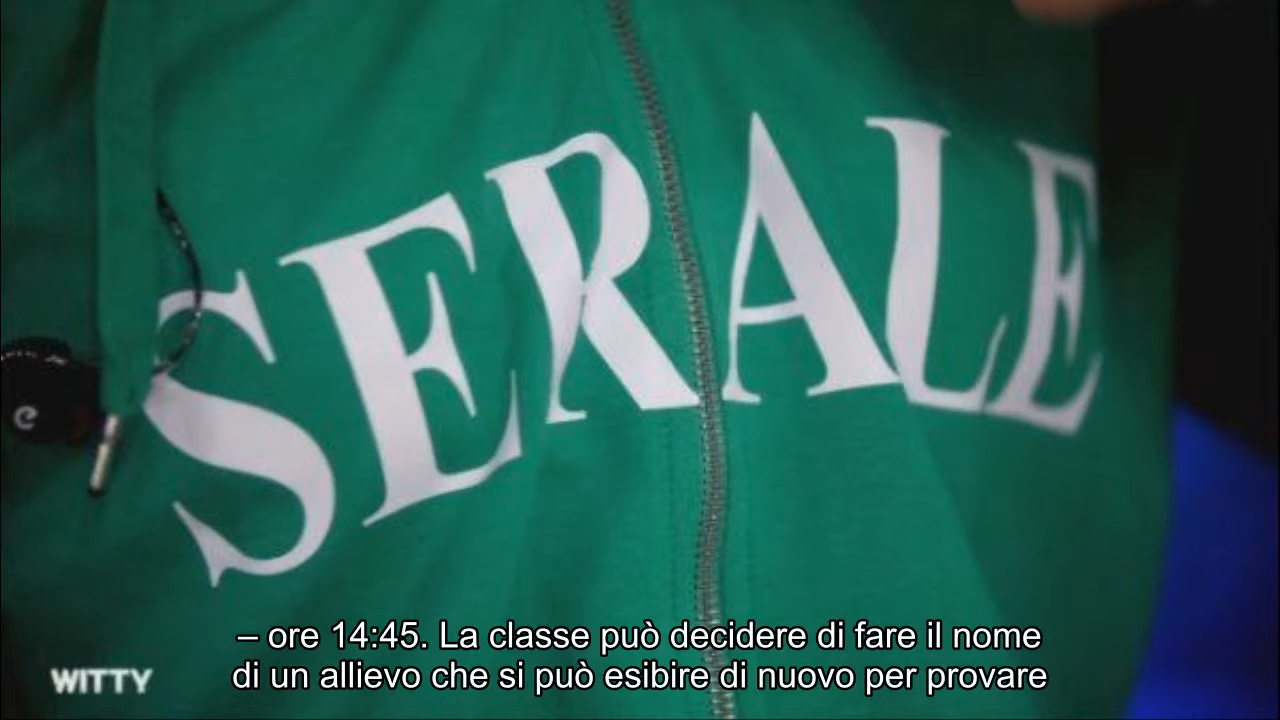 SERALE
– ore 14:45. La classe può decidere di fare il nome
di un allievo che si può esibire di nuovo per provare
WITTY